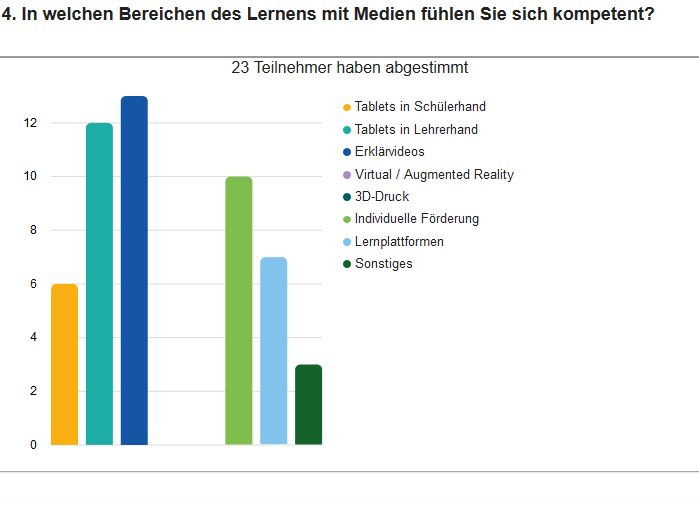 4. In welchen Bereichen des Lernens mit Medien fühlen Sie sich kompetent?
23 Teilnehmer haben abgestimmt
12
10
8
6
4
2
0
Tablets in Schülerhand
Tablets in Lehrerhand
Erklärvideos
Virtual / Augmented Reality
3D-Druck
Individuelle Förderung
Lernplattformen
Sonstiges